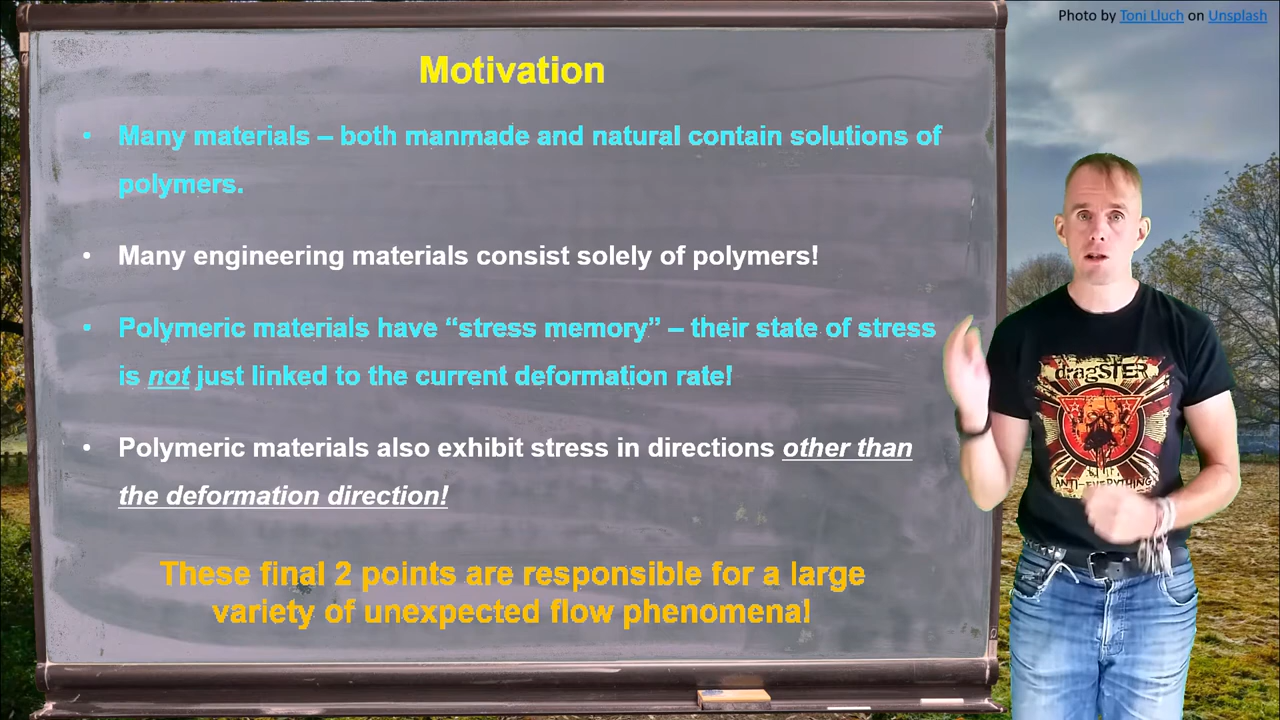 Photo by Toni Lluch on Unsplash
Motivation
• Many materials – both manmade and natural contain solutions of
polymers.
• Many engineering materials consist solely of polymers!
• Polymeric materials have “stress memory” – their state of stress
is not just linked to the current deformation rate!
• Polymeric materials also exhibit stress in directions other than
the deformation direction!
These final 2 points are responsible for a large
variety of unexpected flow phenomena!
dragSTER
ANTI-EVERYTHING